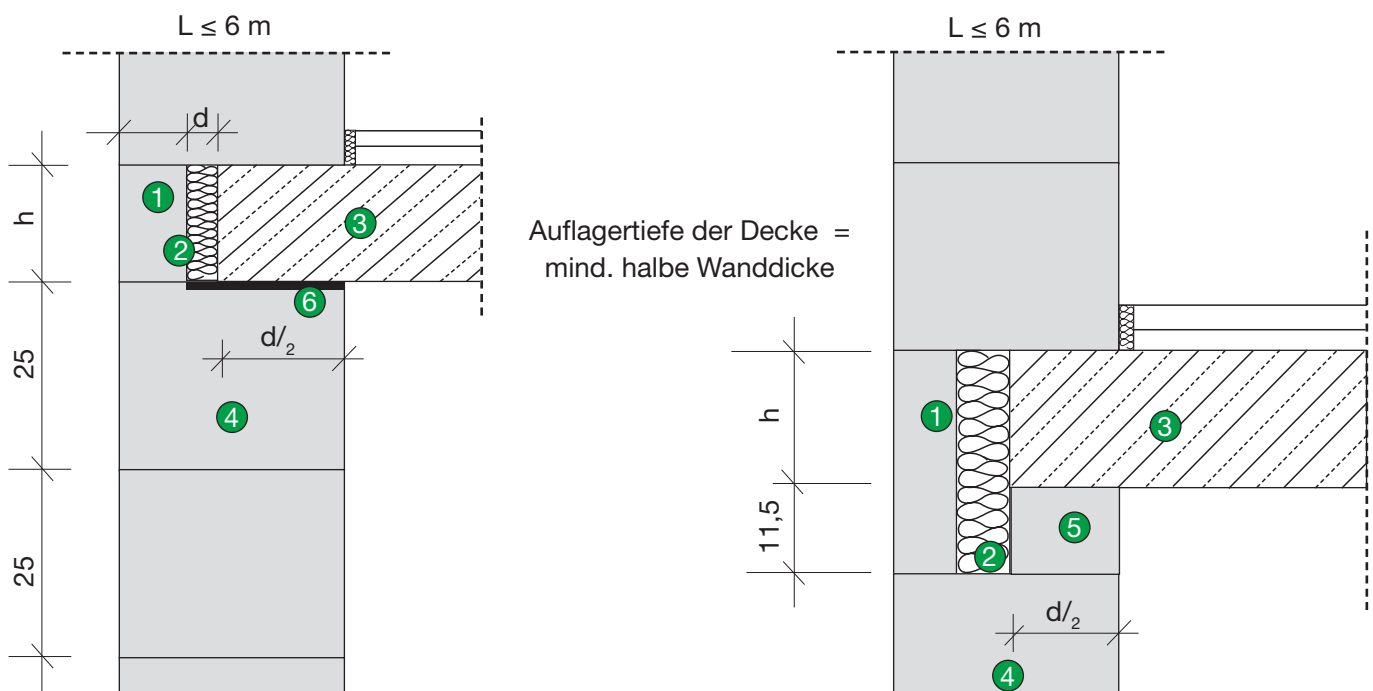 L ≤ 6 m
d
h
1
2
3
6
d/2
25
4
25
Auflagertiefe der Decke =
mind. halbe Wanddicke
L ≤ 6 m
h
1
3
11,5
5
2
d/2
4